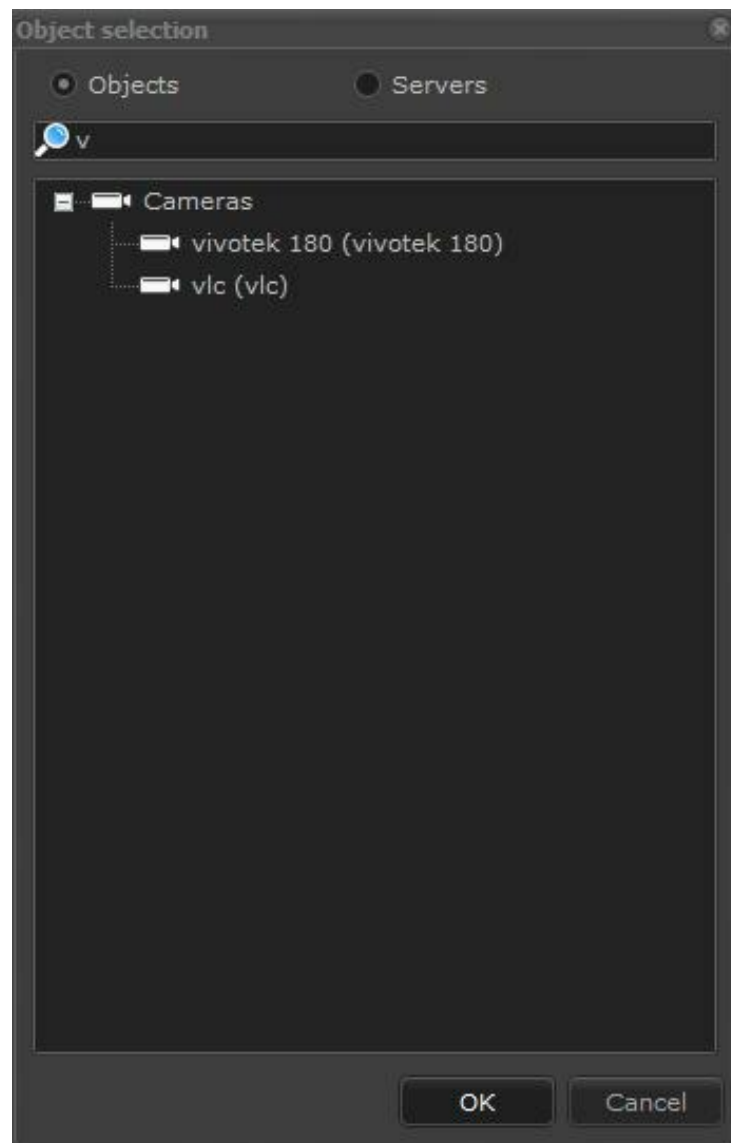 Object selection
Objects Servers
v
Cameras
vivotek 180 (vivotek 180)
vlc (vlc)
OK Cancel